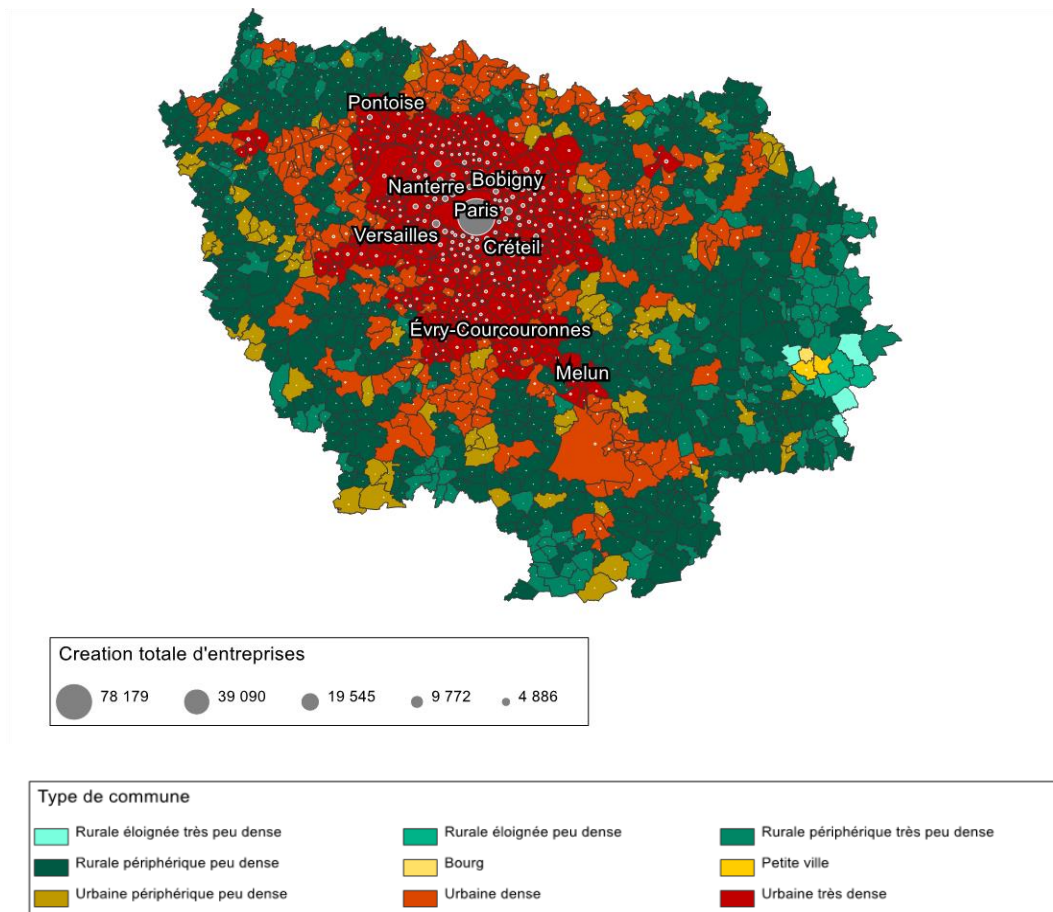 Pontoise
Nanterre
Bobigny
Paris
Versailles
Créteil
Évry-Courcouronnes
Melun
Creation totale d'entreprises
78 179
39 090
19 545
9 772
4 886
Type de commune
Rurale éloignée très peu dense
Rurale éloignée peu dense
Rurale périphérique très peu dense
Rurale périphérique peu dense
Bourg
Petite ville
Urbaine périphérique peu dense
Urbaine dense
Urbaine très dense